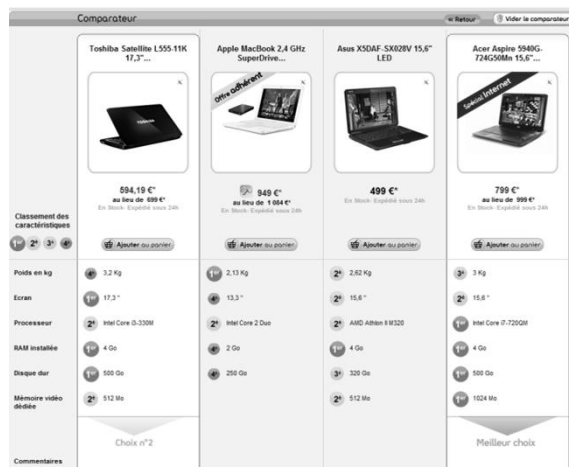 Comparateur
« Retour
Vider le comparateur
Toshiba Satellite L555-11K
17,3"...
Apple MacBook 2,4 GHz
SuperDrive...
Asus X5DAF-SX028V 15,6"
LED
Acer Aspire 5940G-
724G50Mn 15,6"...
TOSHIBA
Offre adhérent
Spécial Internet
594,19 €*
au lieu de 699 €*
En Stock- Expédié sous 24h
949 €*
au lieu de 1 084 €*
En Stock- Expédié sous 24h
499 €*
En Stock- Expédié sous 24h
799 €*
au lieu de 999 €*
En Stock- Expédié sous 24h
Classement des
caractéristiques
1er 2e 3e 4e
Ajouter au panier
Ajouter au panier
Ajouter au panier
Ajouter au panier
Poids en kg 4e 3,2 Kg 1er 2,13 Kg 2e 2,62 Kg 3e 3 Kg
Ecran 1er 17,3 " 4e 13,3 " 2e 15,6 " 2e 15,6 "
Processeur 2e Intel Core i3-330M 2e Intel Core 2 Duo 2e AMD Athlon II M320 1er Intel Core i7-720QM
RAM installée 1er 4 Go 4e 2 Go 1er 4 Go 1er 4 Go
Disque dur 1er 500 Go 4e 250 Go 3e 320 Go 1er 500 Go
Mémoire vidéo
dédiée 2e 512 Mo 2e 512 Mo 1er 1024 Mo
Choix n°2
Meilleur choix
Commentaires